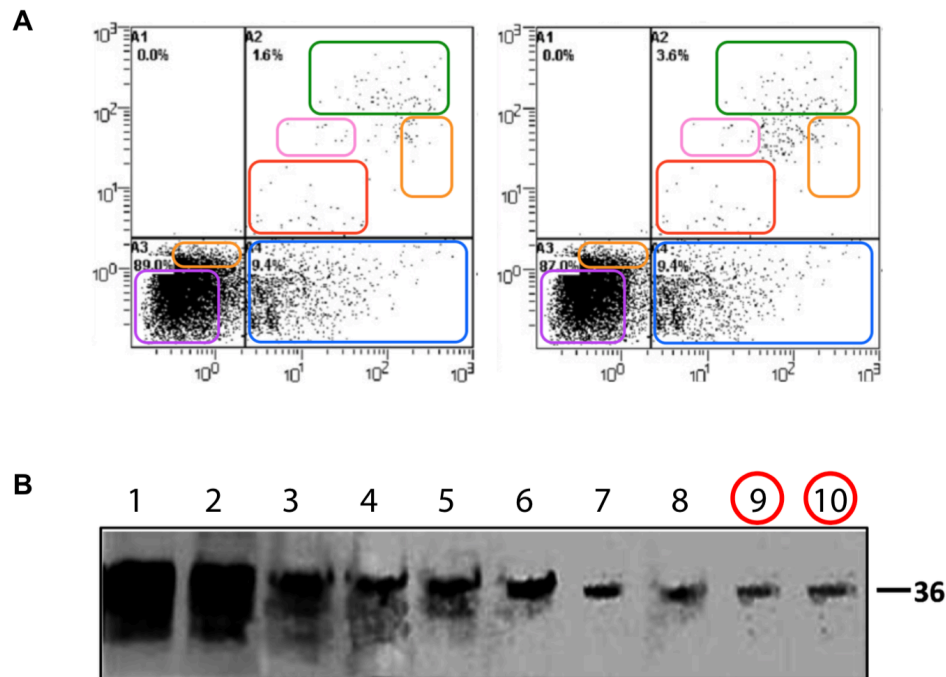 A
10³ A1 A2 10³ A1 A2
0.0% 1.6% 0.0% 3.6%
10² 10²
10¹ 10¹
A3 A4 A3 A4
10⁰ 89.0% 9.4% 10⁰ 87.0% 9.4%
10⁰ 10¹ 10² 10³ 10⁰ 10¹ 10² 10³
B
1 2 3 4 5 6 7 8 9 10
36